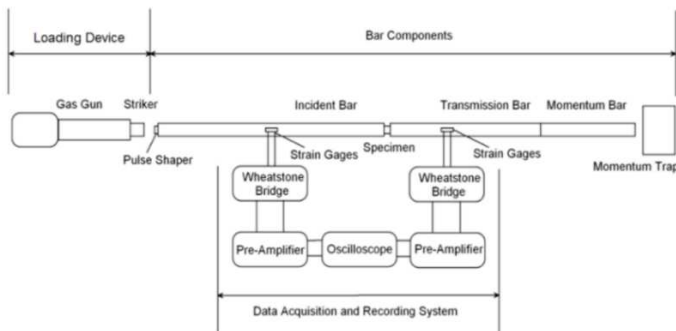 Loading Device
Bar Components
Gas Gun
Striker
Incident Bar
Transmission Bar
Momentum Bar
Pulse Shaper
Strain Gages
Specimen
Strain Gages
Momentum Trap
Wheatstone
Bridge
Wheatstone
Bridge
Pre-Amplifier
Oscilloscope
Pre-Amplifier
Data Acquisition and Recording System